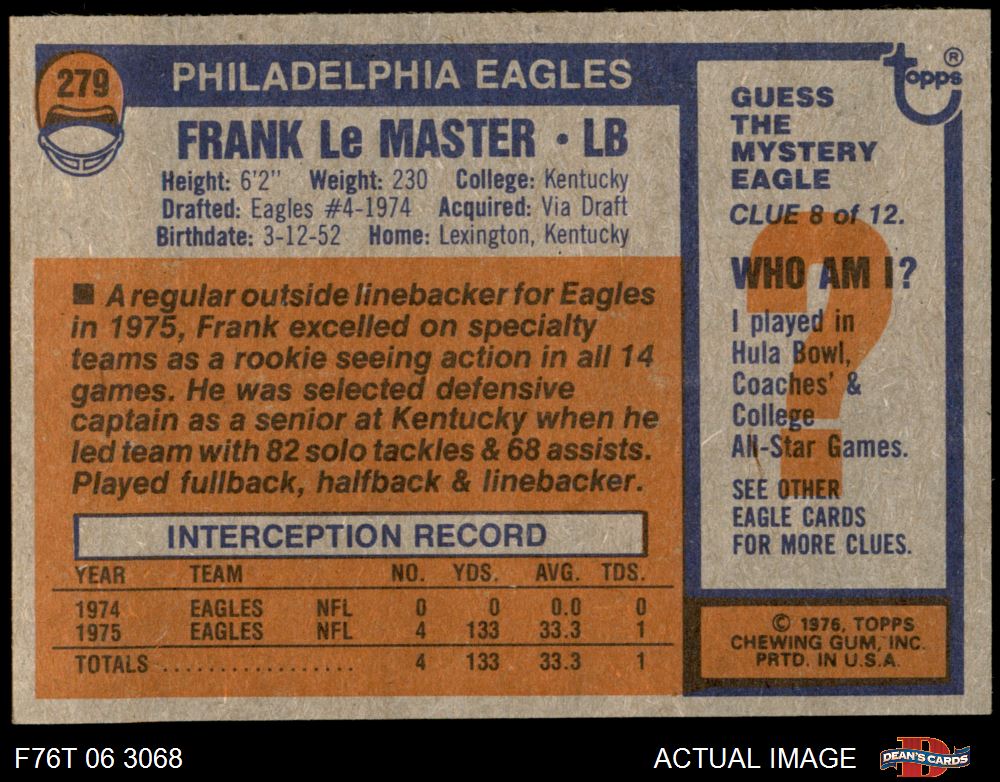 279
PHILADELPHIA EAGLES
FRANK Le MASTER • LB
Height: 6'2" Weight: 230 College: Kentucky
Drafted: Eagles #4-1974 Acquired: Via Draft
Birthdate: 3-12-52 Home: Lexington, Kentucky
■ A regular outside linebacker for Eagles
in 1975, Frank excelled on specialty
teams as a rookie seeing action in all 14
games. He was selected defensive
captain as a senior at Kentucky when he
led team with 82 solo tackles & 68 assists.
Played fullback, halfback & linebacker.
INTERCEPTION RECORD
YEAR TEAM NO. YDS. AVG. TDS.
1974 EAGLES NFL 0 0 0.0 0
1975 EAGLES NFL 4 133 33.3 1
TOTALS .................. 4 133 33.3 1
topps®
GUESS
THE
MYSTERY
EAGLE
CLUE 8 of 12.
?
WHO AM I?
I played in
Hula Bowl,
Coaches' &
College
All-Star Games.
SEE OTHER
EAGLE CARDS
FOR MORE CLUES.
© 1976, TOPPS
CHEWING GUM, INC.
PRTD. IN U.S.A.
F76T 06 3068
ACTUAL IMAGE
D
DEAN'S CARDS